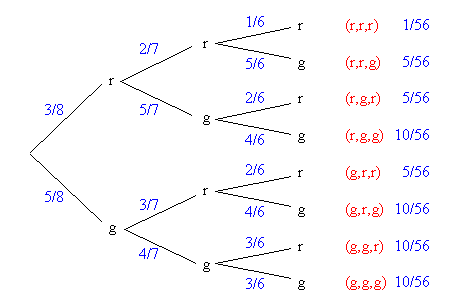 1/6 r (r,r,r) 1/56
2/7 r
5/6 g (r,r,g) 5/56
r
3/8 5/7 2/6 r (r,g,r) 5/56
g
4/6 g (r,g,g) 10/56
2/6 r (g,r,r) 5/56
5/8 3/7 r
4/6 g (g,r,g) 10/56
g
4/7 3/6 r (g,g,r) 10/56
g
3/6 g (g,g,g) 10/56